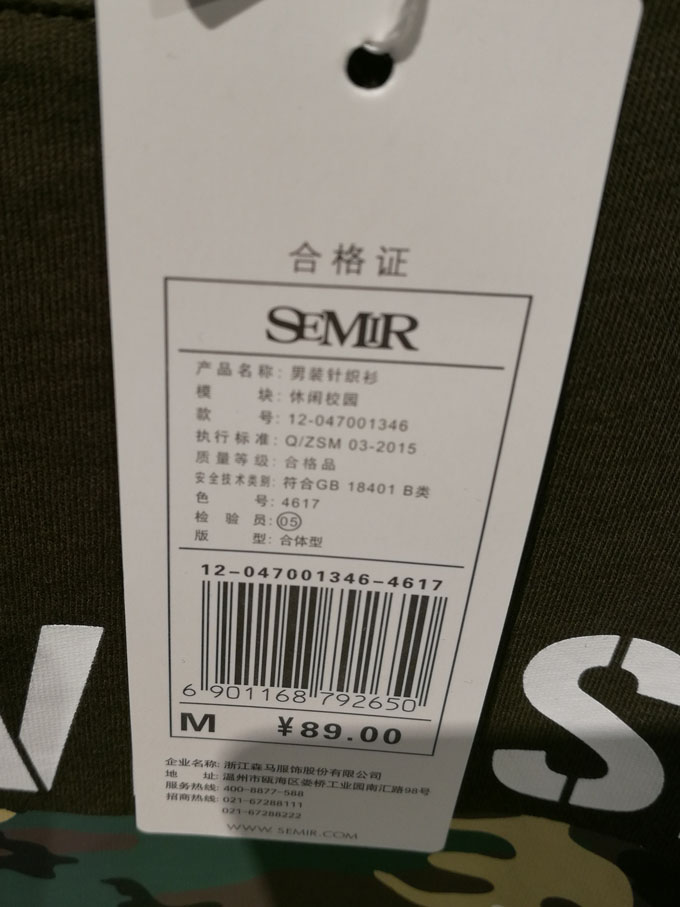 合格证
SEMIR
产品名称: 男装针织衫
模 块: 休闲校园
款 号: 12-047001346
执行标准: Q/ZSM 03-2015
质量等级: 合格品
安全技术类别: 符合GB 18401 B类
色 号: 4617
检 验 员: 05
版 型: 合体型
12-047001346-4617
6 901168 792650
M ¥89.00
企业名称: 浙江森马服饰股份有限公司
地 址: 温州市瓯海区娄桥工业园南汇路98号
服务热线: 400-8877-588
招商热线: 021-67288111
021-67288222
WWW.SEMIR.COM
S